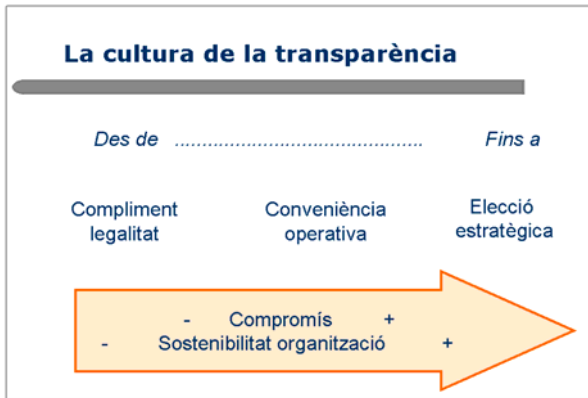 La cultura de la transparència
Des de ............................................. Fins a
Compliment legalitat
Conveniència operativa
Elecció estratègica
- Compromís +
- Sostenibilitat organització +